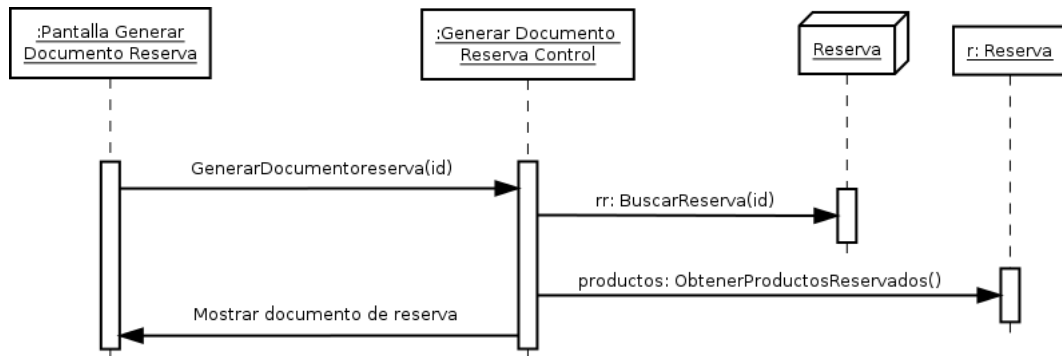 :Pantalla Generar
Documento Reserva
:Generar Documento
Reserva Control
Reserva
r: Reserva
GenerarDocumentoreserva(id)
rr: BuscarReserva(id)
productos: ObtenerProductosReservados()
Mostrar documento de reserva